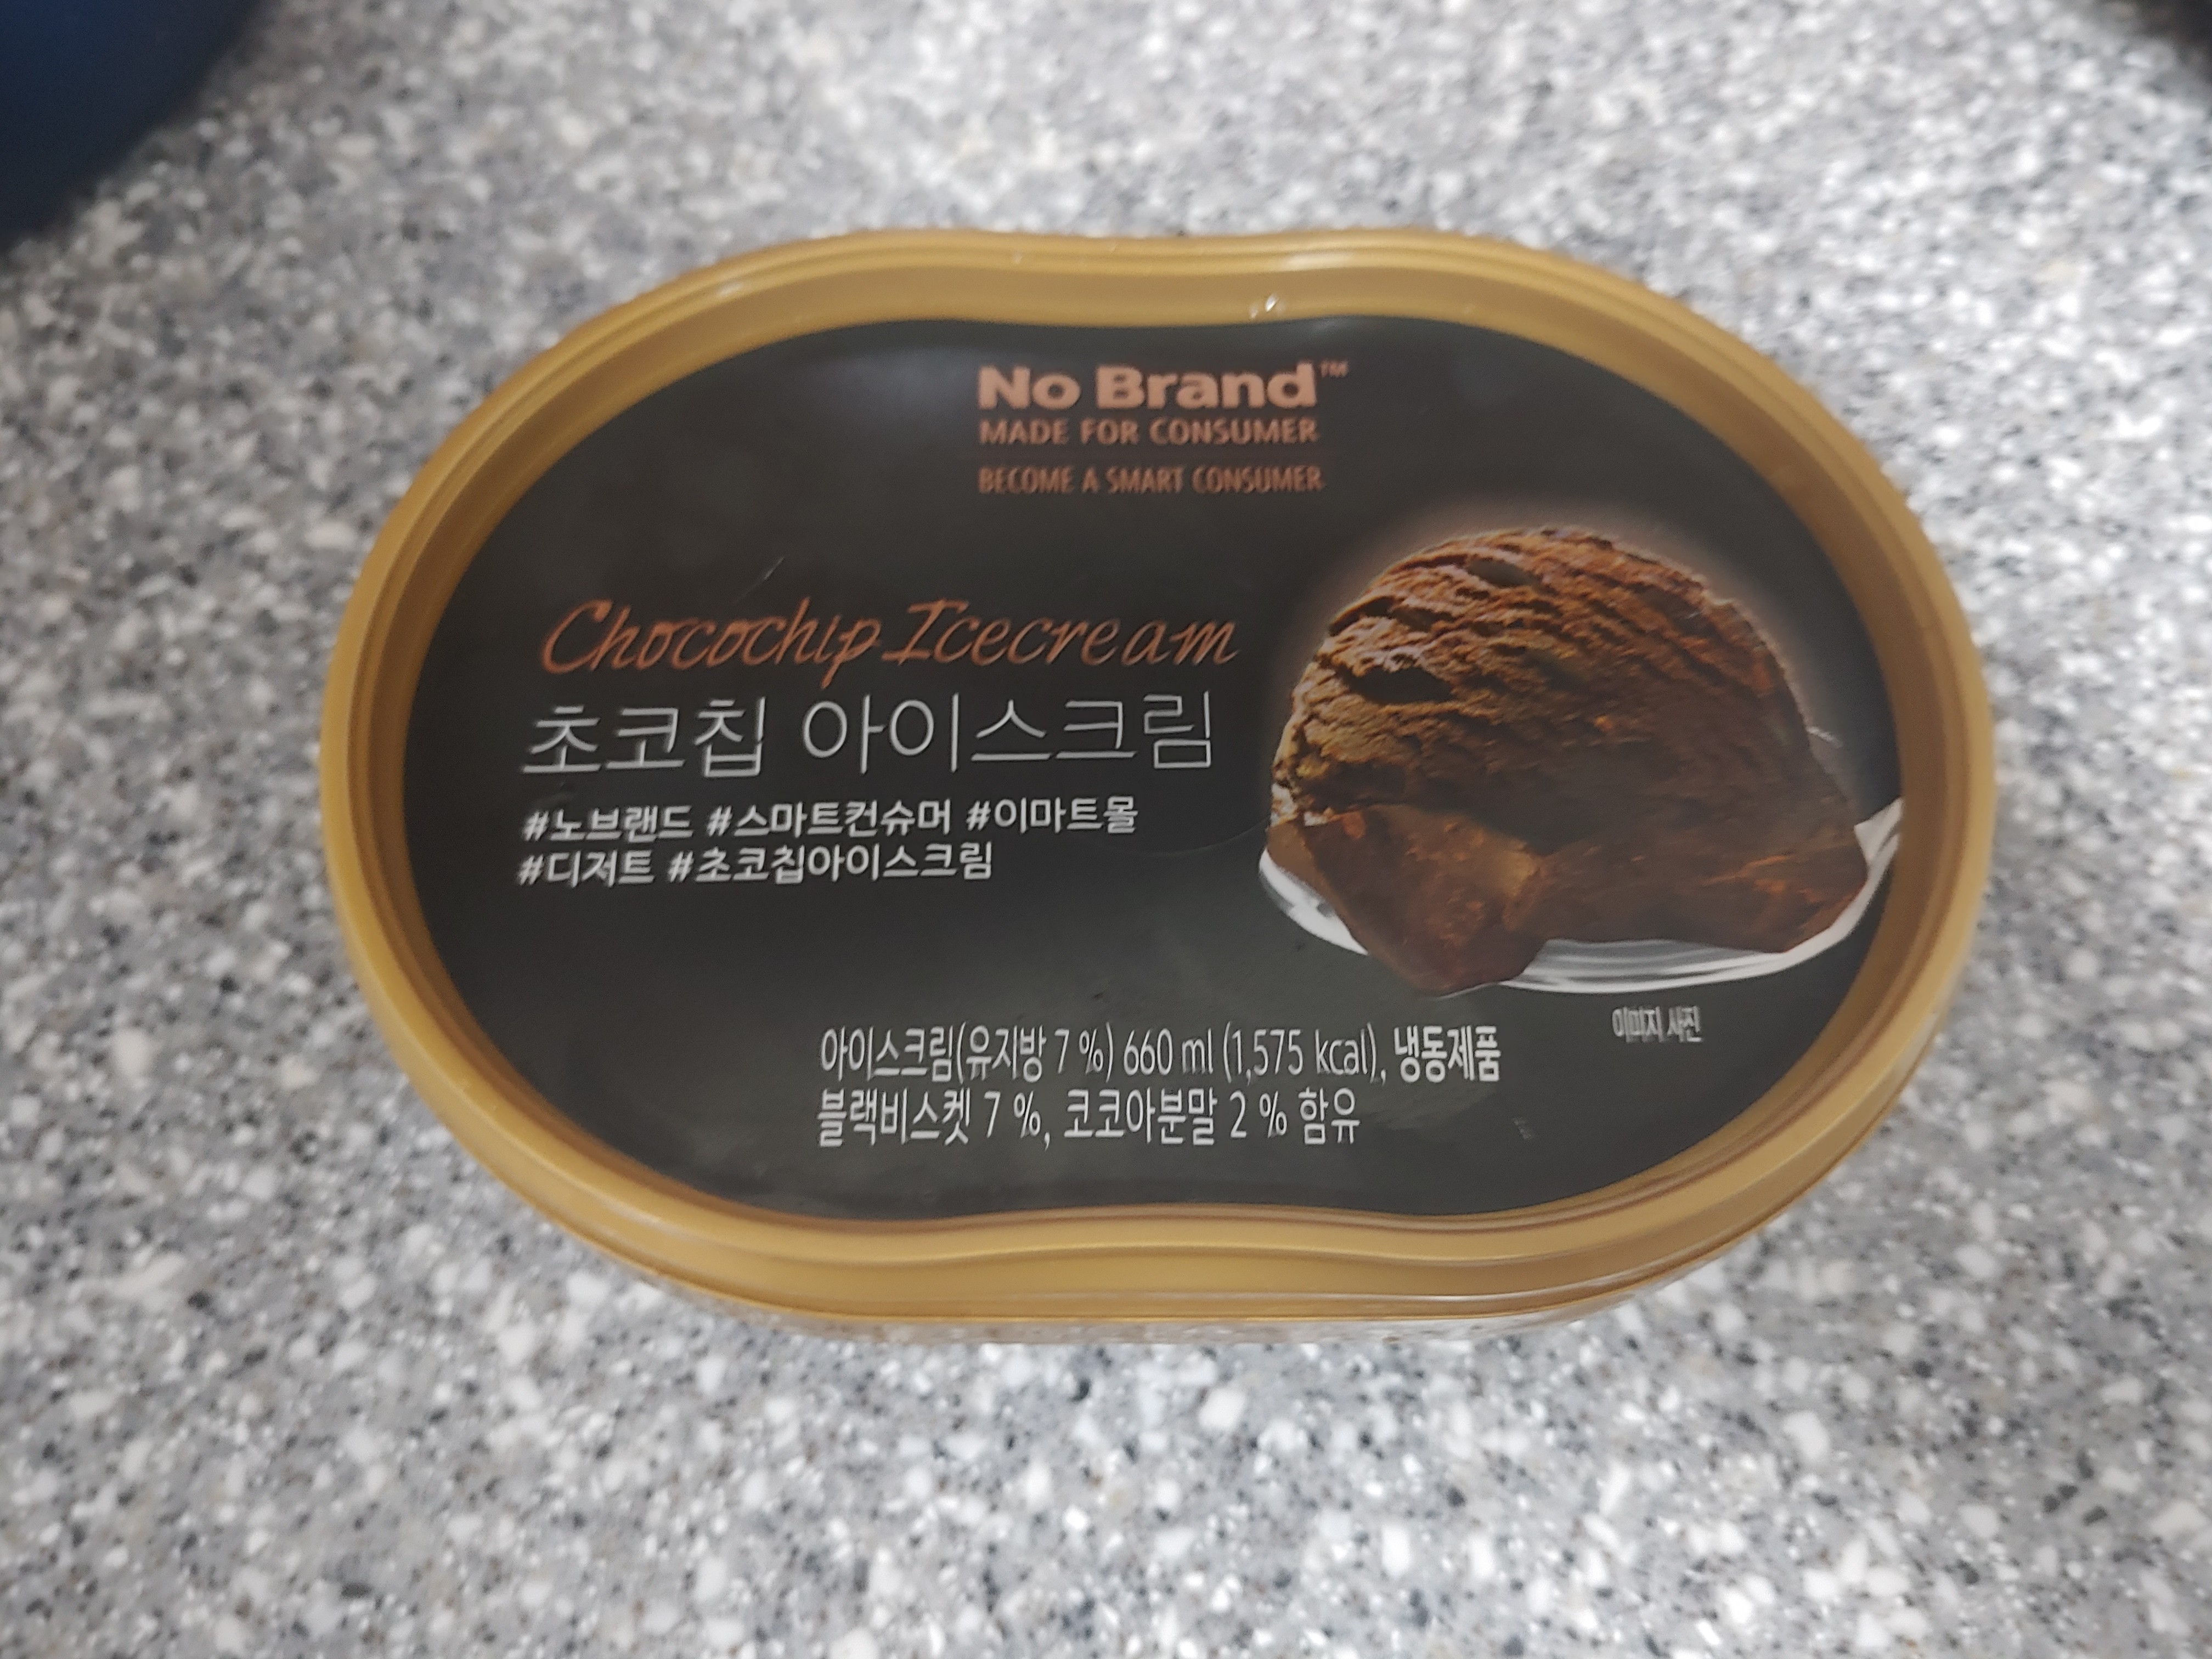 No Brand™
MADE FOR CONSUMER
BECOME A SMART CONSUMER
Chocochip Icecream
초코칩 아이스크림
#노브랜드 #스마트컨슈머 #이마트몰
#디저트 #초코칩아이스크림
이미지 사진
아이스크림(유지방 7 %) 660 ml (1,575 kcal), 냉동제품
블랙비스켓 7 %, 코코아분말 2 % 함유